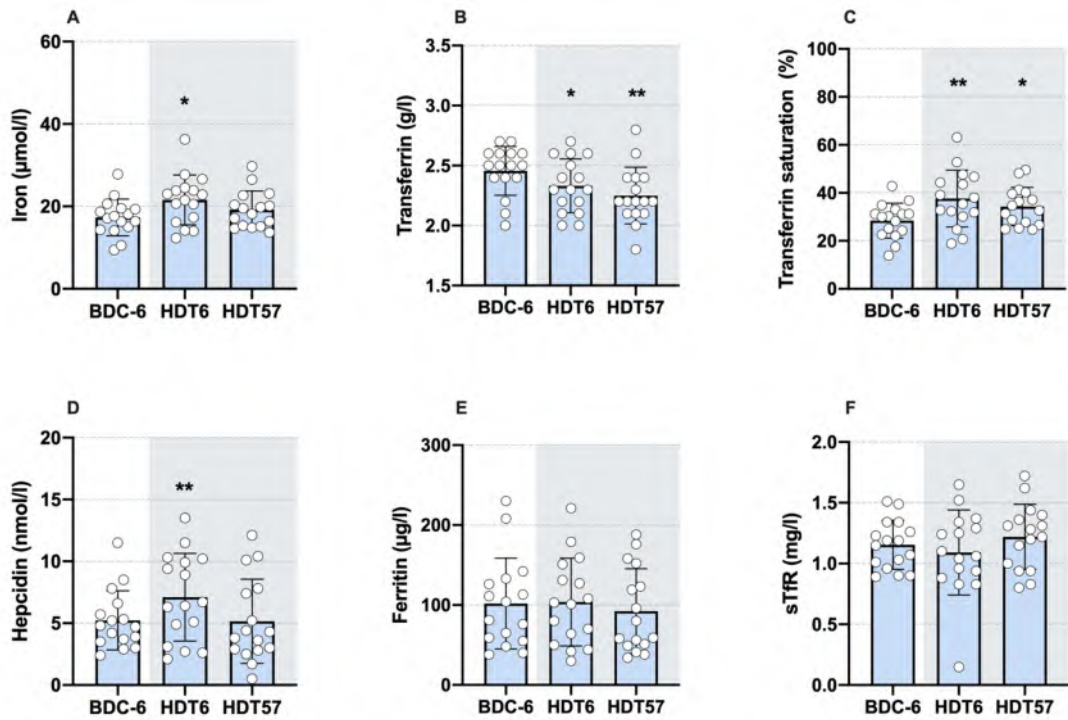 A
Iron (µmol/l)
60
40
20
0
*
BDC-6 HDT6 HDT57
B
Transferrin (g/l)
3.5
3.0
2.5
2.0
1.5
* **
BDC-6 HDT6 HDT57
C
Transferrin saturation (%)
100
80
60
40
20
0
** *
BDC-6 HDT6 HDT57
D
Hepcidin (nmol/l)
20
15
10
5
0
**
BDC-6 HDT6 HDT57
E
Ferritin (µg/l)
300
200
100
0
BDC-6 HDT6 HDT57
F
sTfR (mg/l)
2.0
1.5
1.0
0.5
0.0
BDC-6 HDT6 HDT57